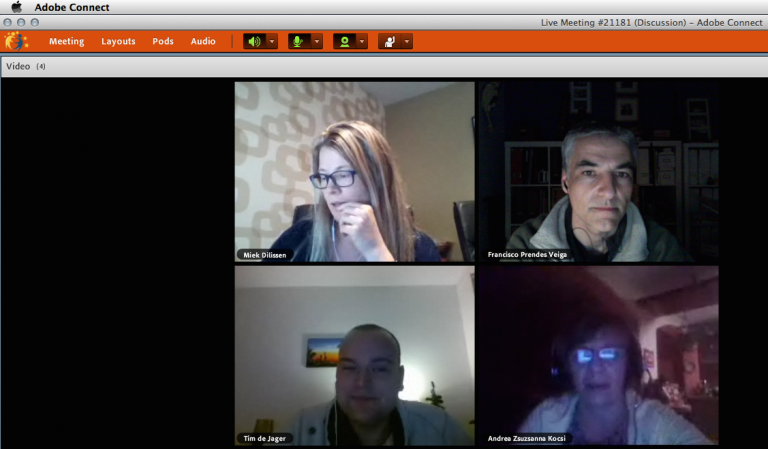 Adobe Connect
Live Meeting #21181 (Discussion) – Adobe Connect
Meeting Layouts Pods Audio
Video (4)
Miek Dilissen
Francisco Prendes Veiga
Tim de Jager
Andrea Zsuzsanna Kocsi